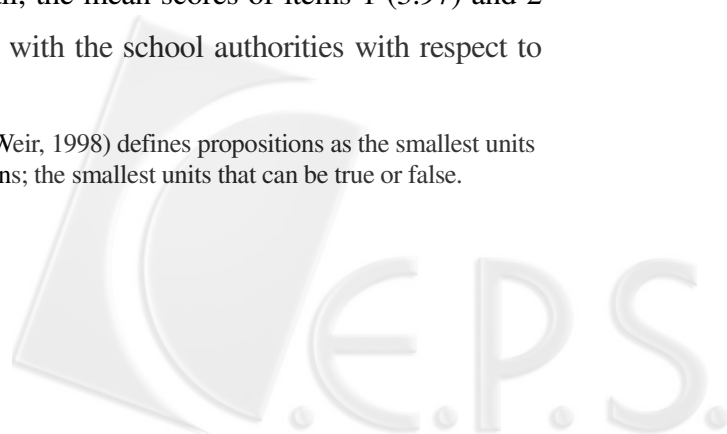 the mean scores of items 1 (3.97) and 2
with the school authorities with respect to
Weir, 1998) defines propositions as the smallest units
ns; the smallest units that can be true or false.
C.E.P.S.